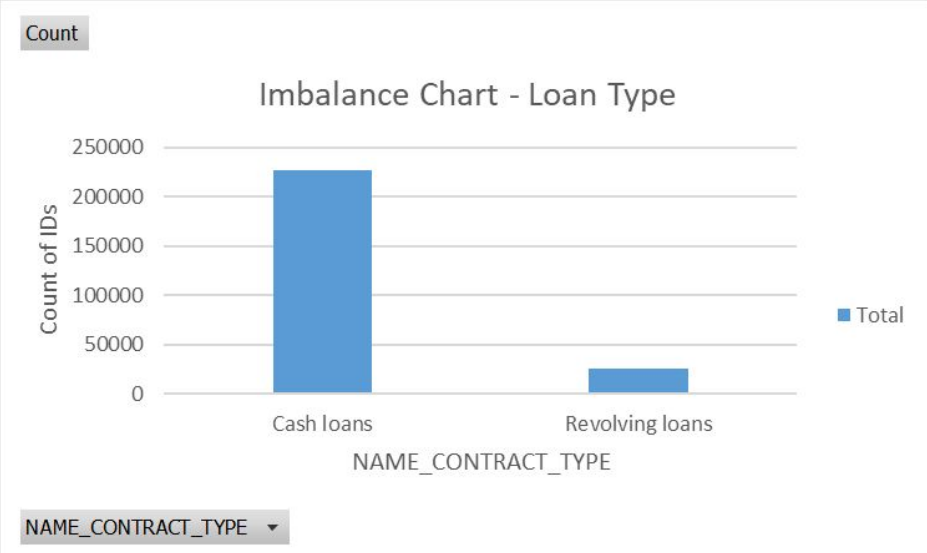 Count
Imbalance Chart - Loan Type
Count of IDs
250000
200000
150000
100000
50000
0
Cash loans
Revolving loans
NAME_CONTRACT_TYPE
Total
NAME_CONTRACT_TYPE